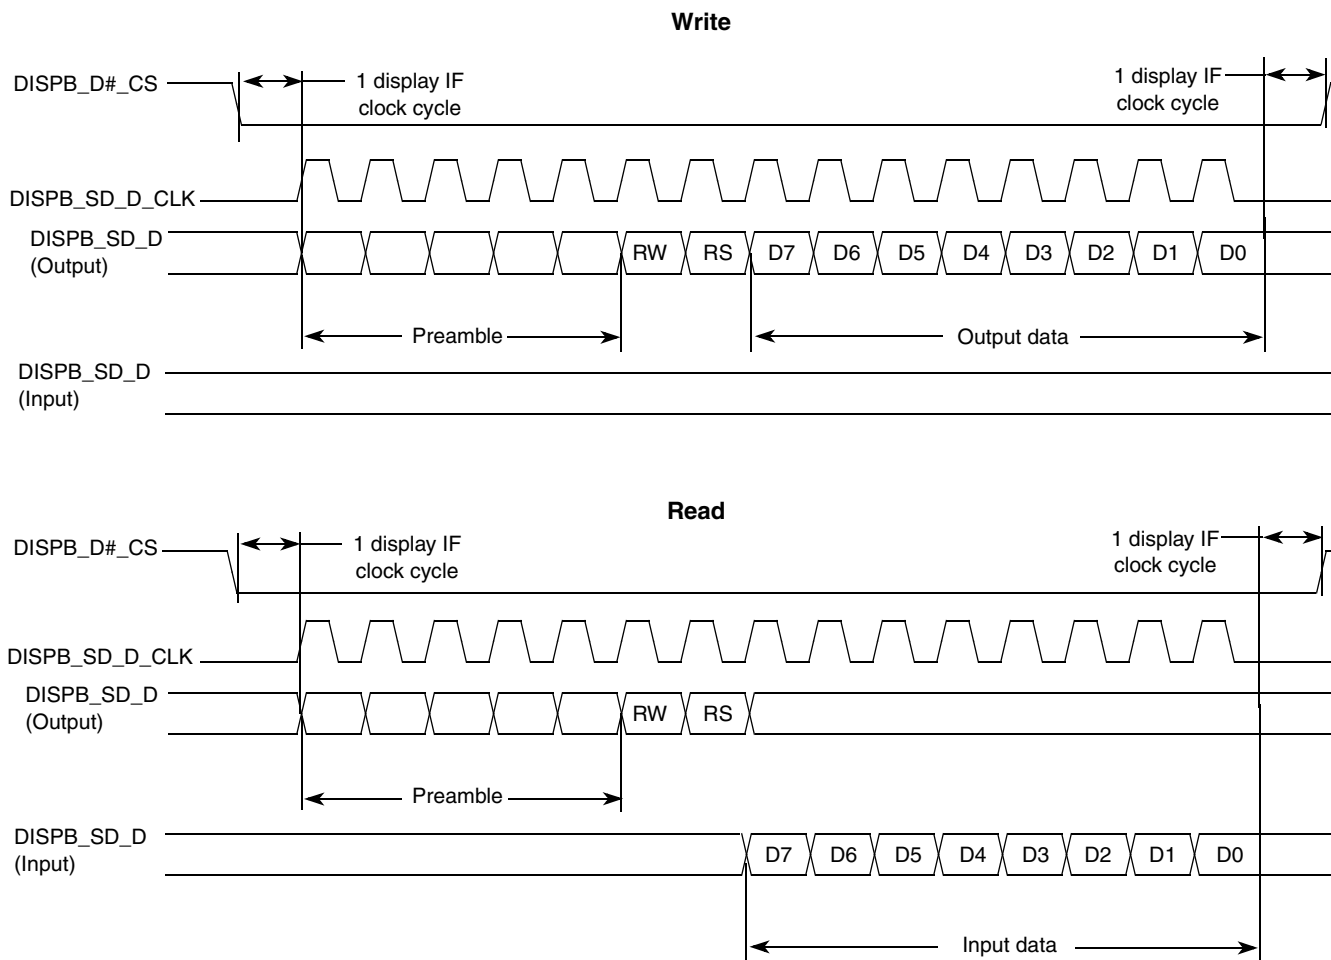 Write
DISPB_D#_CS
1 display IF
clock cycle
1 display IF
clock cycle
DISPB_SD_D_CLK
DISPB_SD_D
(Output)
RW RS D7 D6 D5 D4 D3 D2 D1 D0
Preamble
Output data
DISPB_SD_D
(Input)
Read
DISPB_D#_CS
1 display IF
clock cycle
1 display IF
clock cycle
DISPB_SD_D_CLK
DISPB_SD_D
(Output)
RW RS
Preamble
DISPB_SD_D
(Input)
D7 D6 D5 D4 D3 D2 D1 D0
Input data